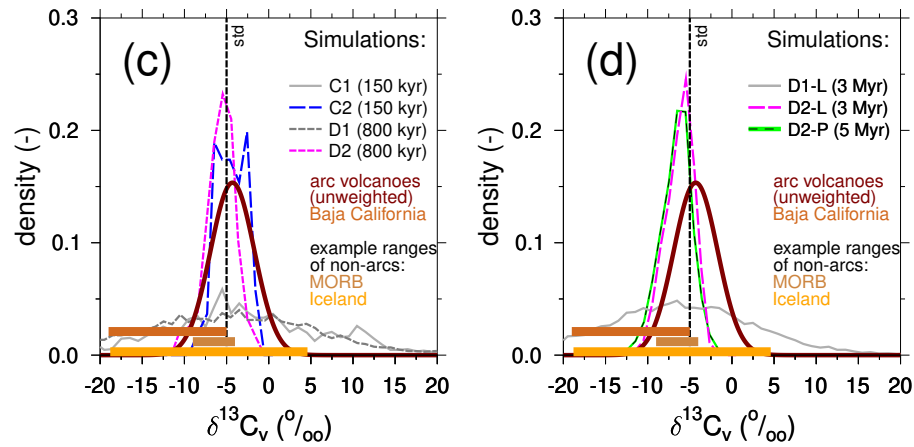 (c)
density (-)
0.3
0.2
0.1
0.0
std
Simulations:
C1 (150 kyr)
C2 (150 kyr)
D1 (800 kyr)
D2 (800 kyr)
arc volcanoes
(unweighted)
Baja California
example ranges
of non-arcs:
MORB
Iceland
-20 -15 -10 -5 0 5 10 15 20
δ¹³Cᵥ (⁰/₀₀)
(d)
density (-)
0.3
0.2
0.1
0.0
std
Simulations:
D1-L (3 Myr)
D2-L (3 Myr)
D2-P (5 Myr)
arc volcanoes
(unweighted)
Baja California
example ranges
of non-arcs:
MORB
Iceland
-20 -15 -10 -5 0 5 10 15 20
δ¹³Cᵥ (⁰/₀₀)